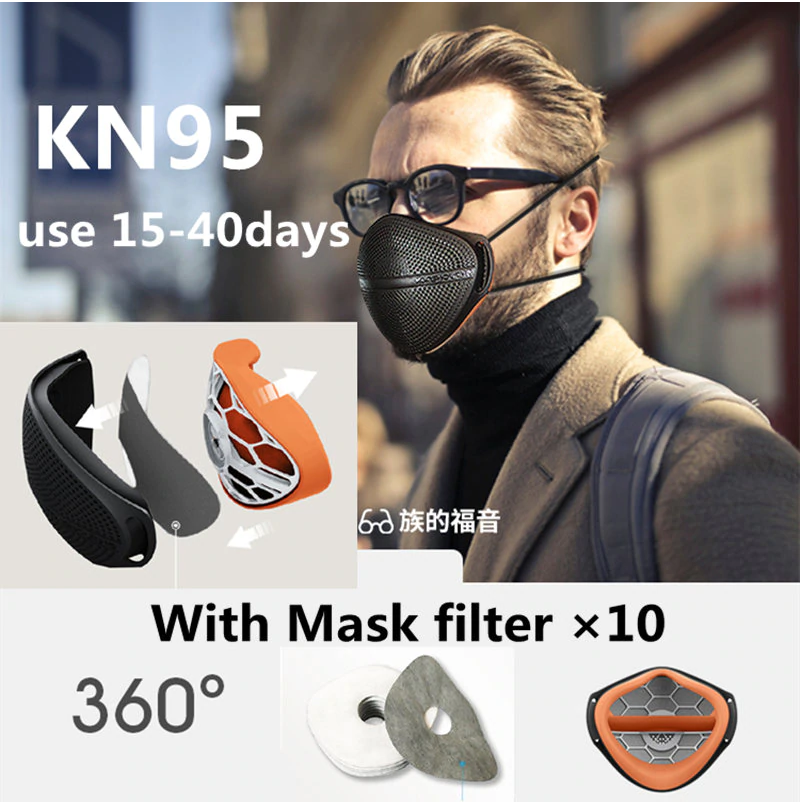 KN95
use 15-40days
族的福音
With Mask filter ×10
360°